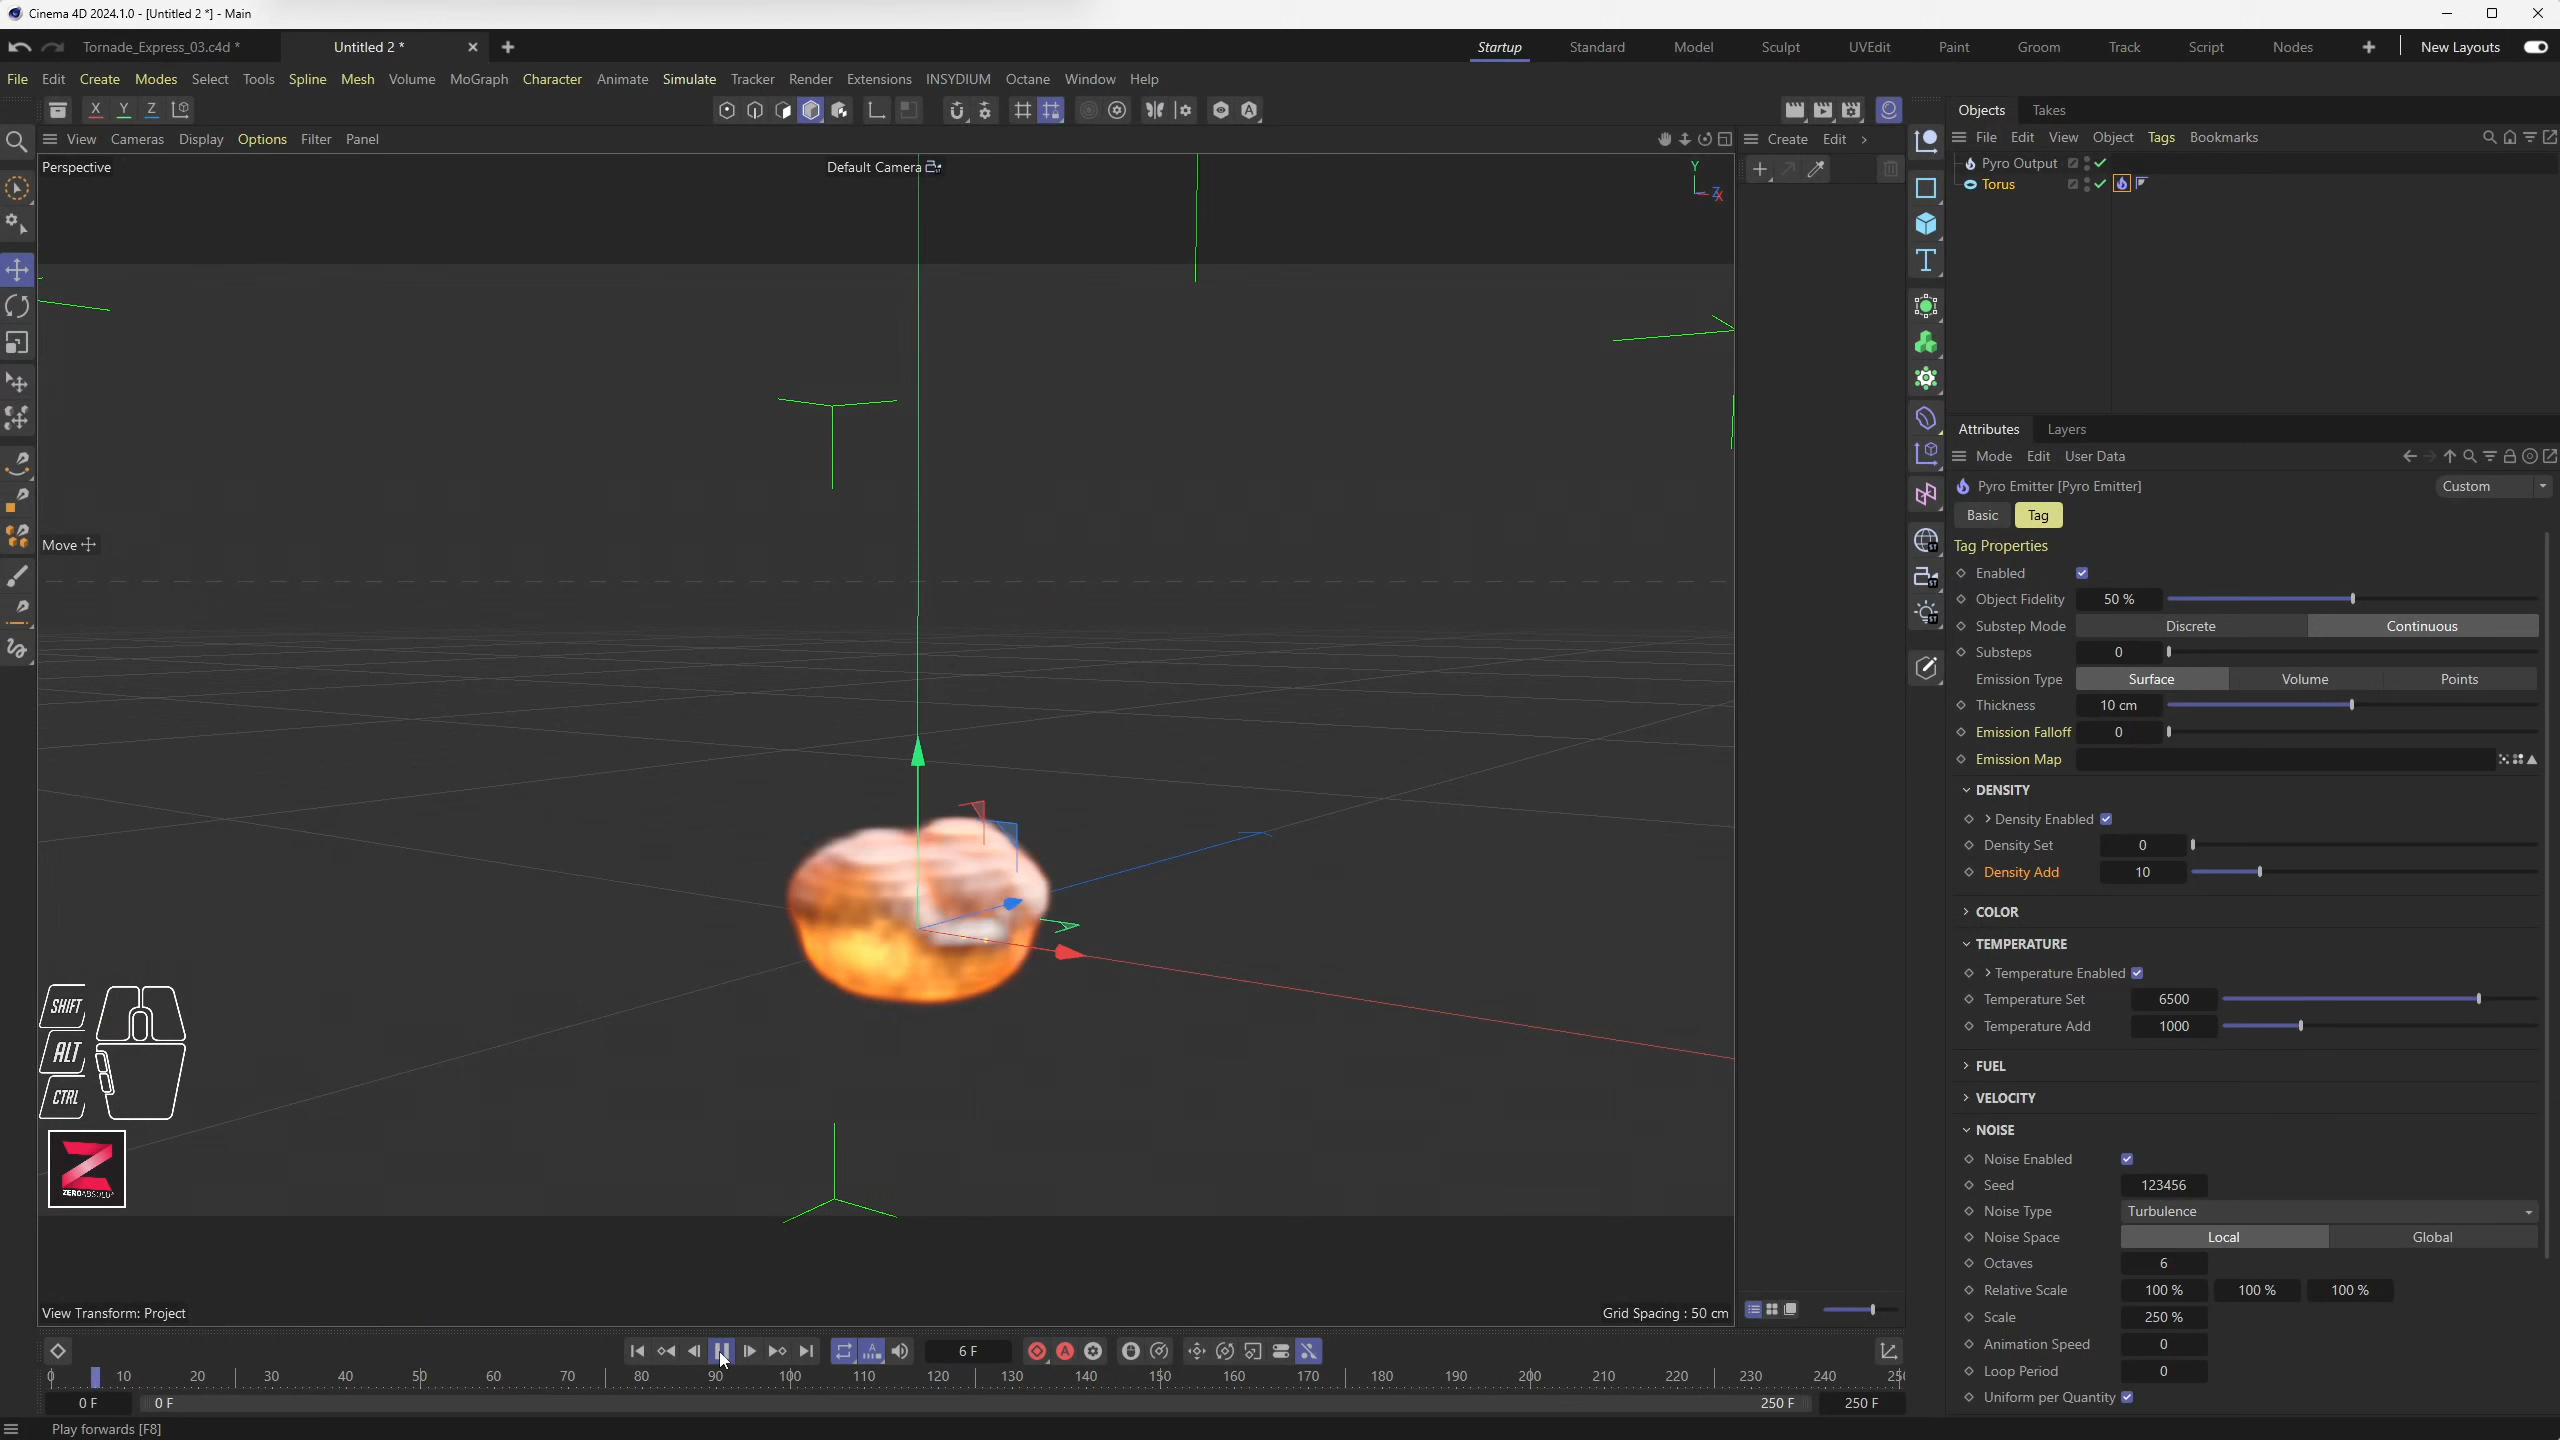 Cinema 4D 2024.1.0 - [Untitled 2 *] - Main
Tornade_Express_03.c4d *
Untitled 2 *
Startup Standard Model Sculpt UVEdit Paint Groom Track Script Nodes New Layouts
File Edit Create Modes Select Tools Spline Mesh Volume MoGraph Character Animate Simulate Tracker Render Extensions INSYDIUM Octane Window Help
X Y Z
Objects Takes
View Cameras Display Options Filter Panel
Create Edit
File Edit View Object Tags Bookmarks
Perspective
Default Camera
Y
Z
X
Pyro Output
Torus
Attributes Layers
Mode Edit User Data
Pyro Emitter [Pyro Emitter]
Custom
Basic Tag
Tag Properties
Move
Enabled
Object Fidelity 50 %
Substep Mode Discrete Continuous
Substeps 0
Emission Type Surface Volume Points
Thickness 10 cm
Emission Falloff 0
Emission Map
DENSITY
Density Enabled
Density Set 0
Density Add 10
COLOR
TEMPERATURE
Temperature Enabled
Temperature Set 6500
Temperature Add 1000
FUEL
VELOCITY
NOISE
Noise Enabled
Seed 123456
Noise Type Turbulence
Noise Space Local Global
Octaves 6
Relative Scale 100 % 100 % 100 %
Scale 250 %
Animation Speed 0
Loop Period 0
Uniform per Quantity
SHIFT
ALT
CTRL
ZEROABSOLU
View Transform: Project
Grid Spacing : 50 cm
6 F
0 10 20 30 40 50 60 70 80 90 100 110 120 130 140 150 160 170 180 190 200 210 220 230 240 25
0 F 0 F 250 F 250 F
Play forwards [F8]